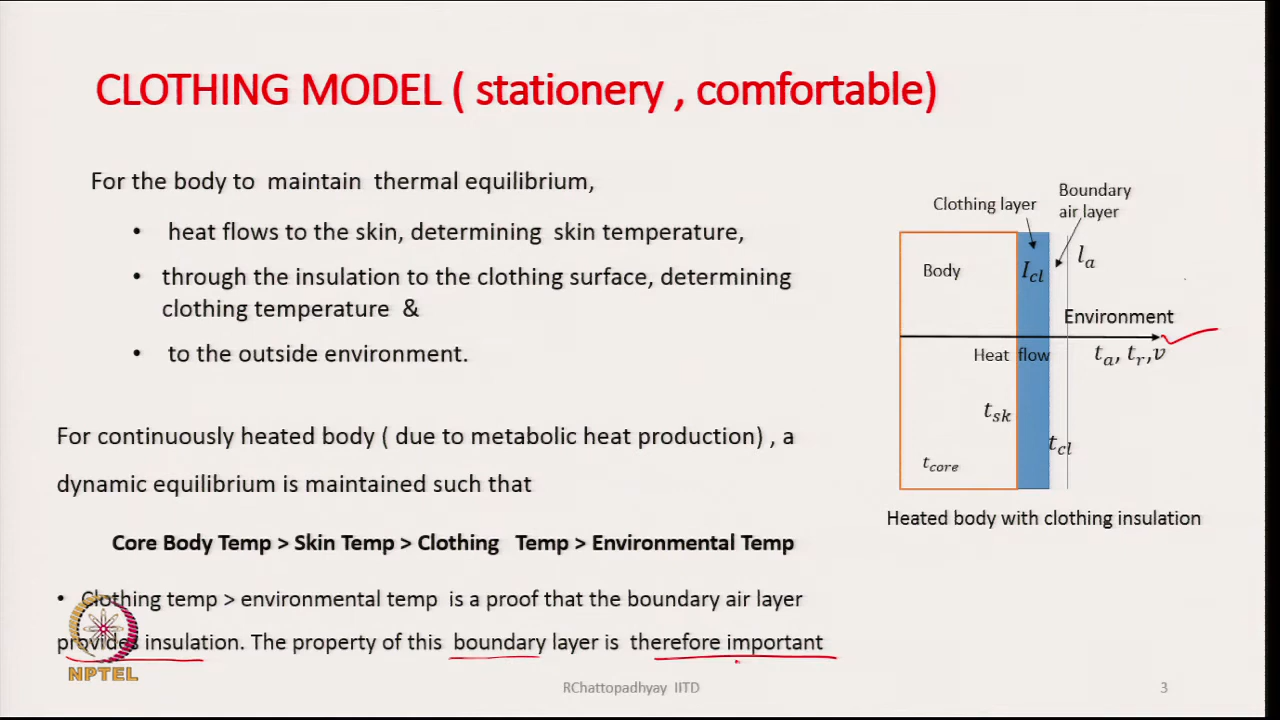 CLOTHING MODEL ( stationery , comfortable)
For the body to maintain thermal equilibrium,
• heat flows to the skin, determining skin temperature,
• through the insulation to the clothing surface, determining
clothing temperature &
• to the outside environment.
For continuously heated body ( due to metabolic heat production) , a
dynamic equilibrium is maintained such that
Core Body Temp > Skin Temp > Clothing Temp > Environmental Temp
• Clothing temp > environmental temp is a proof that the boundary air layer
provides insulation. The property of this boundary layer is therefore important
Clothing layer
Boundary
air layer
Body
I_cl
l_a
Environment
Heat flow
t_a, t_r,v
t_sk
t_cl
t_core
Heated body with clothing insulation
NPTEL
RChattopadhyay IITD
3